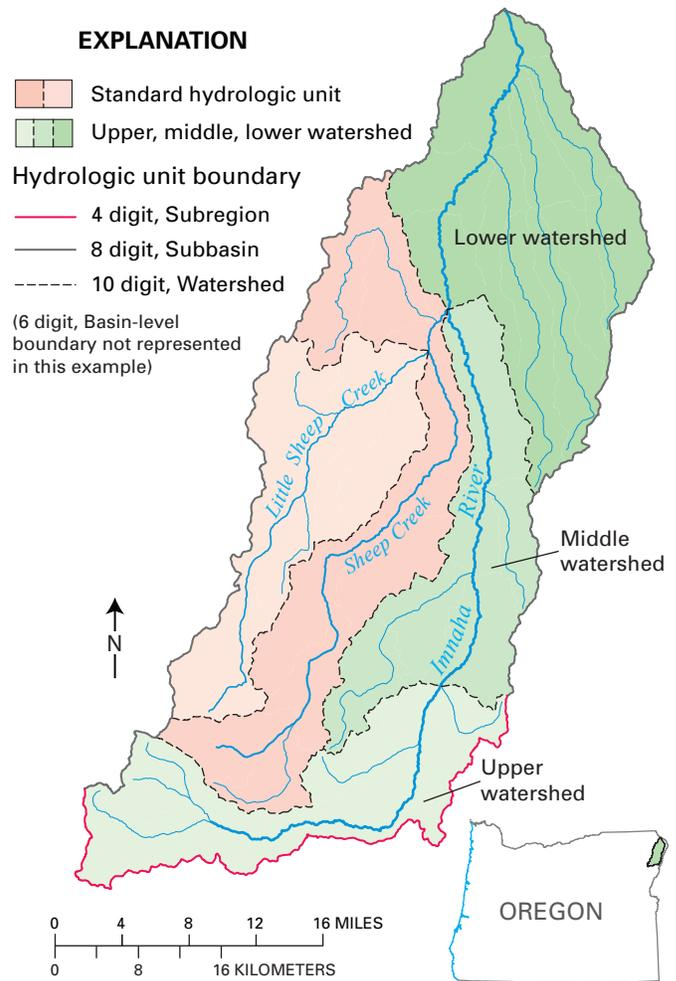 EXPLANATION
Standard hydrologic unit
Upper, middle, lower watershed
Hydrologic unit boundary
4 digit, Subregion
8 digit, Subbasin
10 digit, Watershed
(6 digit, Basin-level
boundary not represented
in this example)
Lower watershed
Little Sheep Creek
Sheep Creek
Imnaha River
Middle
watershed
N
Upper
watershed
OREGON
0 4 8 12 16 MILES
0 8 16 KILOMETERS